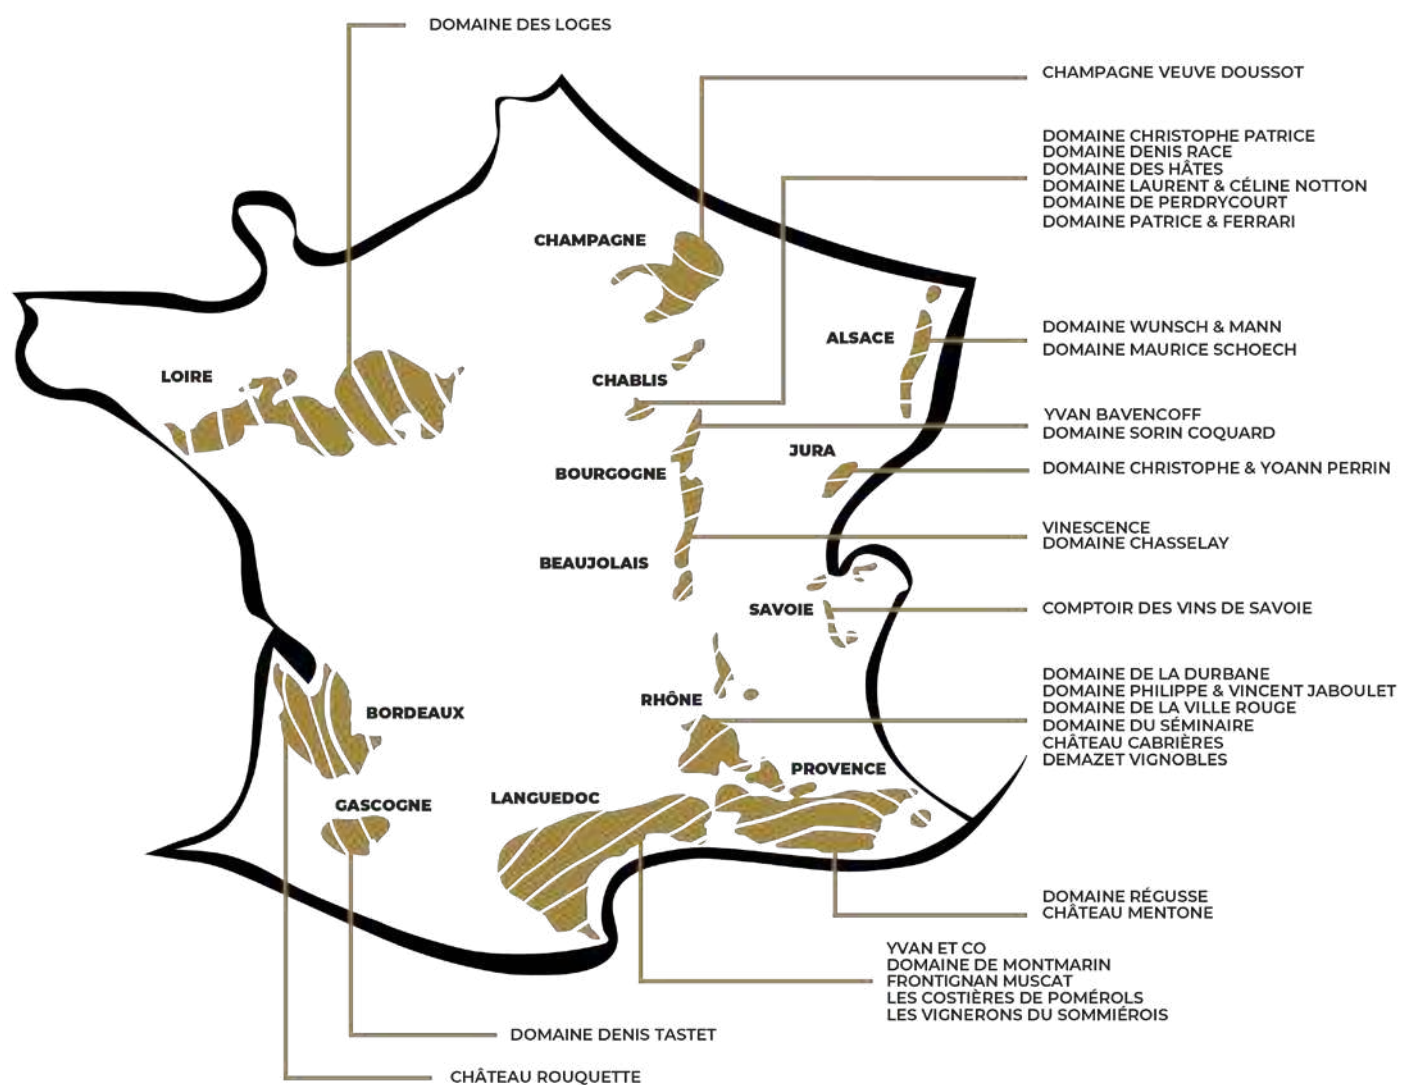 DOMAINE DES LOGES
CHAMPAGNE VEUVE DOUSSOT
DOMAINE CHRISTOPHE PATRICE
DOMAINE DENIS RACE
DOMAINE DES HÂTES
DOMAINE LAURENT & CÉLINE NOTTON
DOMAINE DE PERDRYCOURT
DOMAINE PATRICE & FERRARI
CHAMPAGNE
ALSACE
DOMAINE WUNSCH & MANN
DOMAINE MAURICE SCHOECH
LOIRE
CHABLIS
YVAN BAVENCOFF
DOMAINE SORIN COQUARD
JURA
BOURGOGNE
DOMAINE CHRISTOPHE & YOANN PERRIN
VINESCENCE
DOMAINE CHASSELAY
BEAUJOLAIS
SAVOIE
COMPTOIR DES VINS DE SAVOIE
DOMAINE DE LA DURBANE
DOMAINE PHILIPPE & VINCENT JABOULET
DOMAINE DE LA VILLE ROUGE
DOMAINE DU SÉMINAIRE
CHÂTEAU CABRIÈRES
DEMAZET VIGNOBLES
RHÔNE
BORDEAUX
PROVENCE
LANGUEDOC
GASCOGNE
DOMAINE RÉGUSSE
CHÂTEAU MENTONE
YVAN ET CO
DOMAINE DE MONTMARIN
FRONTIGNAN MUSCAT
LES COSTIÈRES DE POMÉROLS
LES VIGNERONS DU SOMMIÉROIS
DOMAINE DENIS TASTET
CHÂTEAU ROUQUETTE